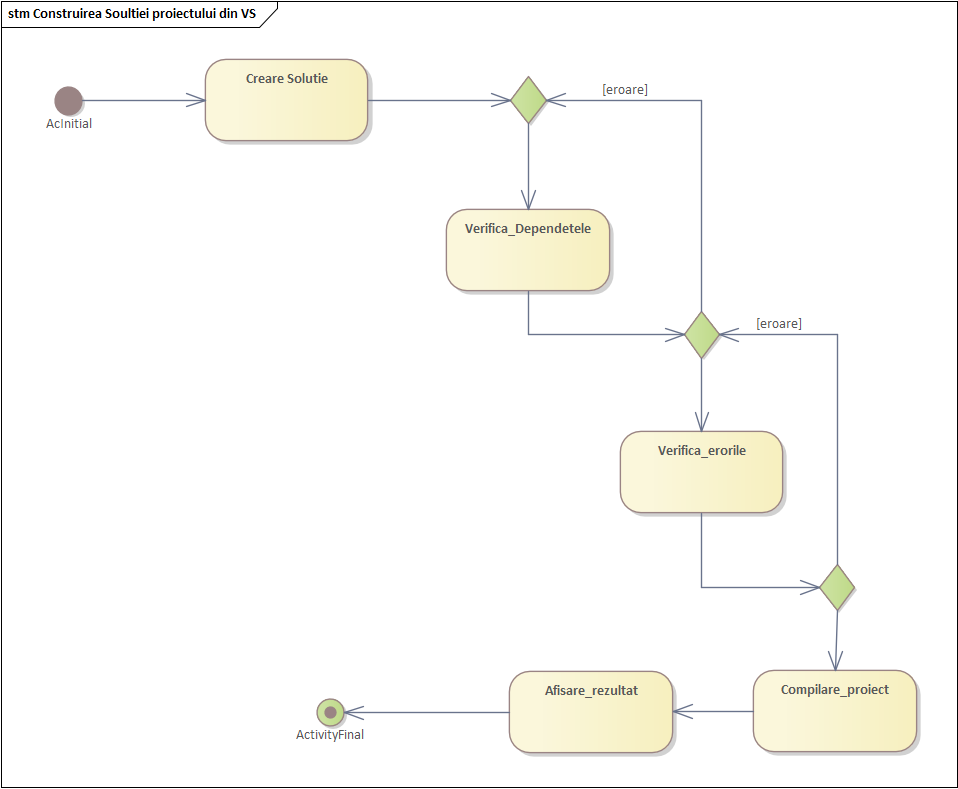 stm Construirea Soultiei proiectului din VS
Creare Solutie
[eroare]
AcInitial
Verifica_Dependetele
[eroare]
Verifica_erorile
Afisare_rezultat
Compilare_proiect
ActivityFinal